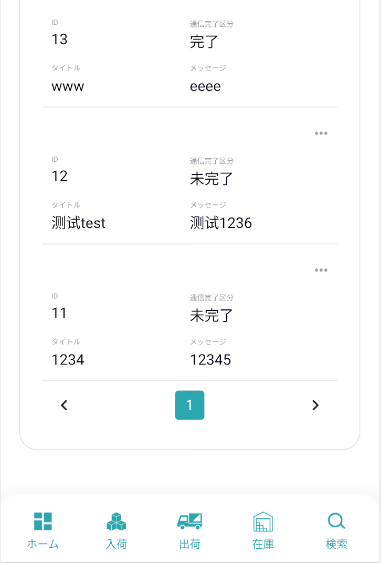 ID 通信完了区分
13 完了
タイトル メッセージ
www eeee
ID 通信完了区分
12 未完了
タイトル メッセージ
测试test 测试1236
ID 通信完了区分
11 未完了
タイトル メッセージ
1234 12345
1
ホーム 入荷 出荷 在庫 検索